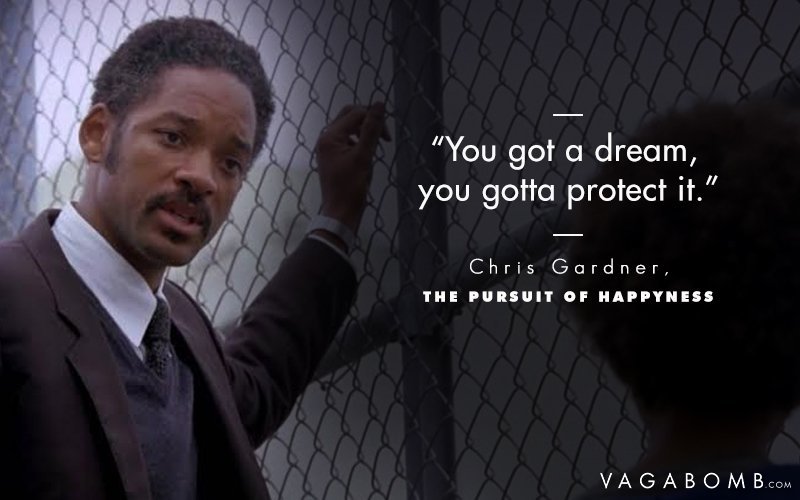 “You got a dream,
you gotta protect it.”
Chris Gardner,
THE PURSUIT OF HAPPYNESS
VAGABOMB.COM